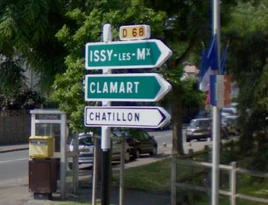 D 68
ISSY-LES-Mx
CLAMART
CHATILLON